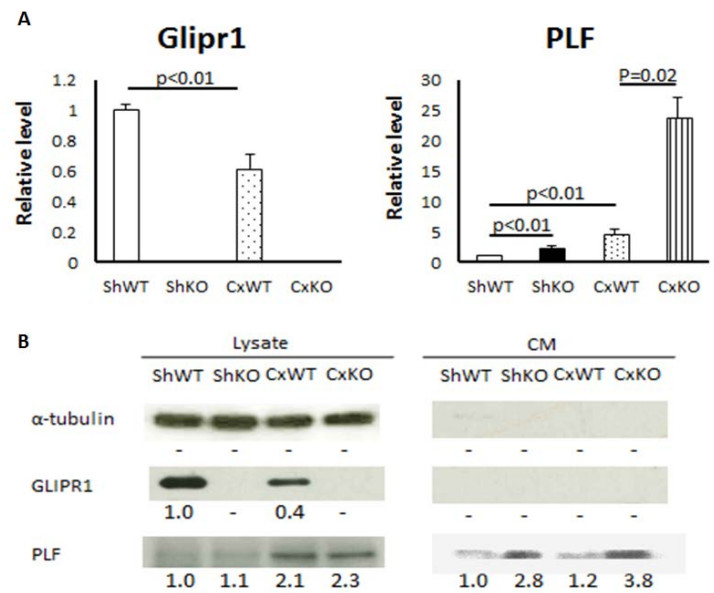 A
Glipr1
Relative level
1.2
1
0.8
0.6
0.4
0.2
0
p<0.01
ShWT ShKO CxWT CxKO
PLF
Relative level
30
25
20
15
10
5
0
P=0.02
p<0.01
p<0.01
ShWT ShKO CxWT CxKO
B
Lysate CM
ShWT ShKO CxWT CxKO ShWT ShKO CxWT CxKO
α-tubulin
- - - - - - - -
GLIPR1
1.0 - 0.4 - - - - -
PLF
1.0 1.1 2.1 2.3 1.0 2.8 1.2 3.8